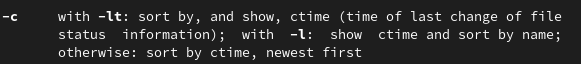 -c with -lt: sort by, and show, ctime (time of last change of file
status information); with -l: show ctime and sort by name;
otherwise: sort by ctime, newest first